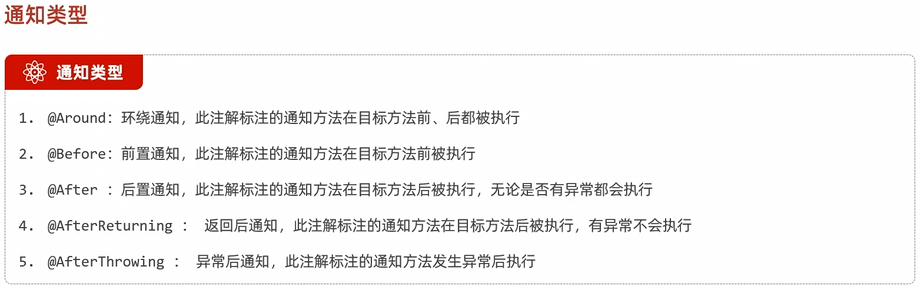 通知类型
通知类型
1. @Around：环绕通知，此注解标注的通知方法在目标方法前、后都被执行
2. @Before：前置通知，此注解标注的通知方法在目标方法前被执行
3. @After ：后置通知，此注解标注的通知方法在目标方法后被执行，无论是否有异常都会执行
4. @AfterReturning ： 返回后通知，此注解标注的通知方法在目标方法后被执行，有异常不会执行
5. @AfterThrowing ： 异常后通知，此注解标注的通知方法发生异常后执行